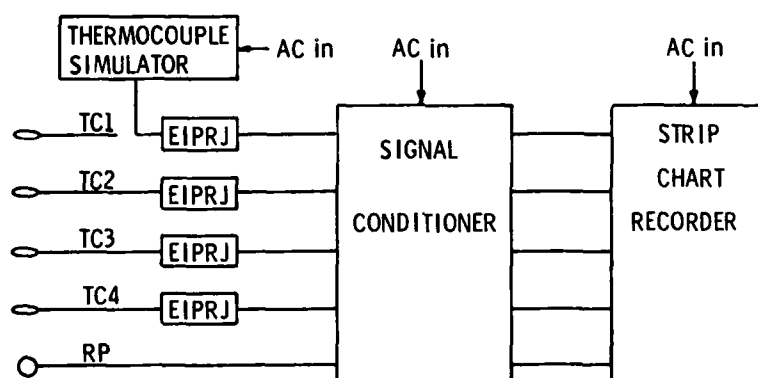 THERMOCOUPLE
SIMULATOR
AC in
AC in
AC in
TC1
EIPRJ
SIGNAL
CONDITIONER
STRIP
CHART
RECORDER
TC2
EIPRJ
TC3
EIPRJ
TC4
EIPRJ
RP